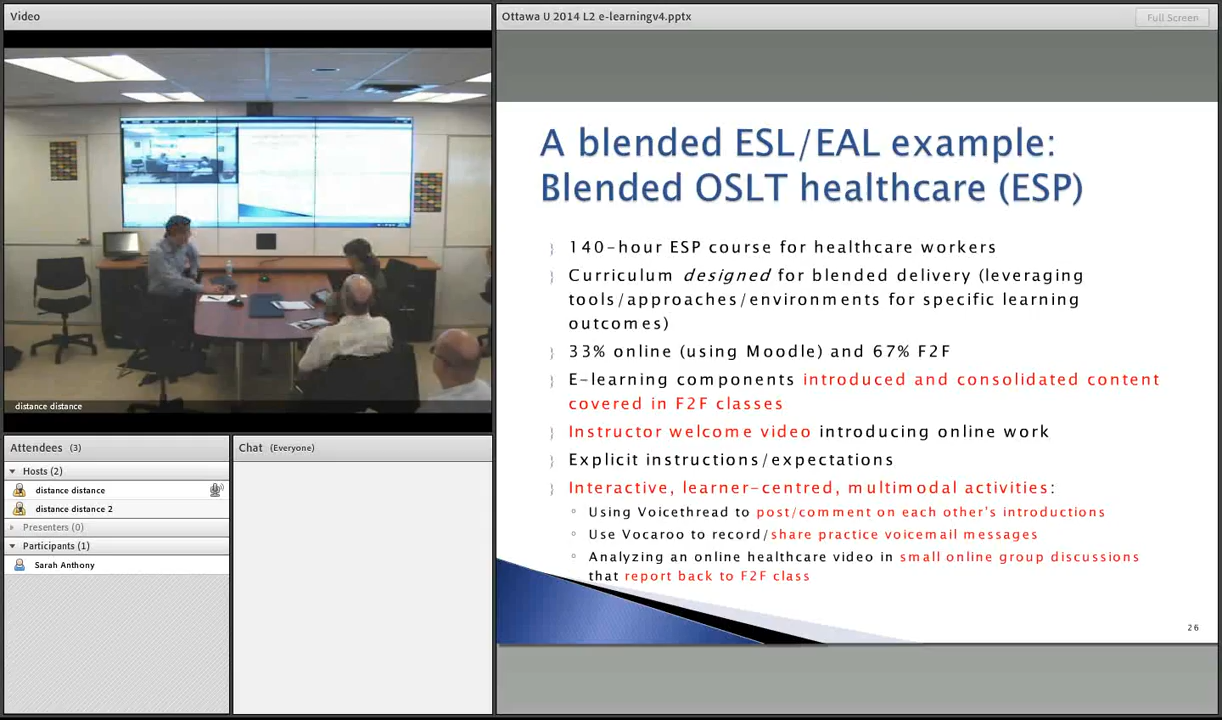 Video
distance distance
Attendees (3)
Hosts (2)
distance distance
distance distance 2
Presenters (0)
Participants (1)
Sarah Anthony
Chat (Everyone)
Ottawa U 2014 L2 e-learningv4.pptx
Full Screen
A blended ESL/EAL example:
Blended OSLT healthcare (ESP)
140-hour ESP course for healthcare workers
Curriculum designed for blended delivery (leveraging
tools/approaches/environments for specific learning
outcomes)
33% online (using Moodle) and 67% F2F
E-learning components introduced and consolidated content
covered in F2F classes
Instructor welcome video introducing online work
Explicit instructions/expectations
Interactive, learner-centred, multimodal activities:
Using Voicethread to post/comment on each other's introductions
Use Vocaroo to record/share practice voicemail messages
Analyzing an online healthcare video in small online group discussions
that report back to F2F class
26